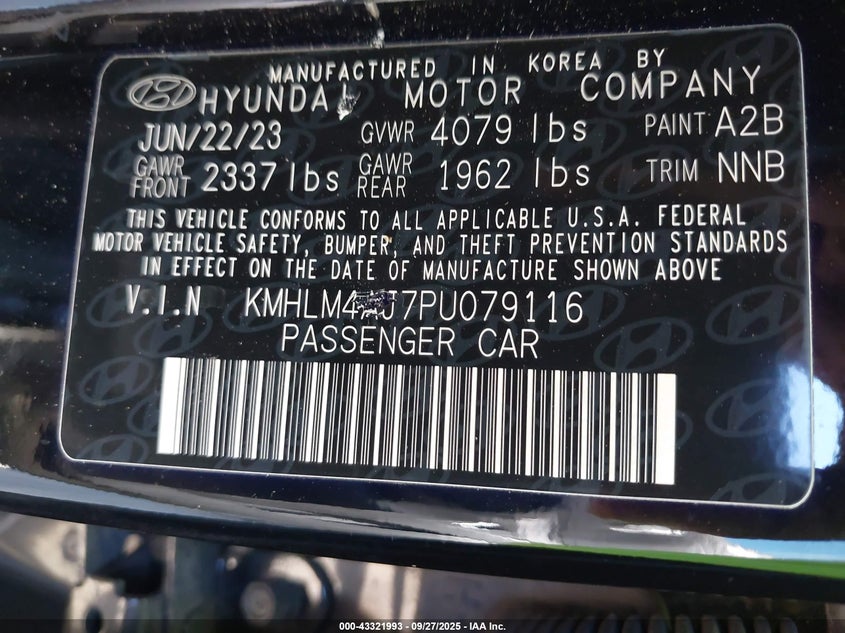 MANUFACTURED IN KOREA BY
HYUNDAI MOTOR COMPANY
JUN/22/23 GVWR 4079 lbs PAINT A2B
GAWR FRONT 2337 lbs GAWR REAR 1962 lbs TRIM NNB
THIS VEHICLE CONFORMS TO ALL APPLICABLE U.S.A. FEDERAL
MOTOR VEHICLE SAFETY, BUMPER, AND THEFT PREVENTION STANDARDS
IN EFFECT ON THE DATE OF MANUFACTURE SHOWN ABOVE
V.I.N
PASSENGER CAR
000-43321993 | 09/27/2025 - IAA Inc.